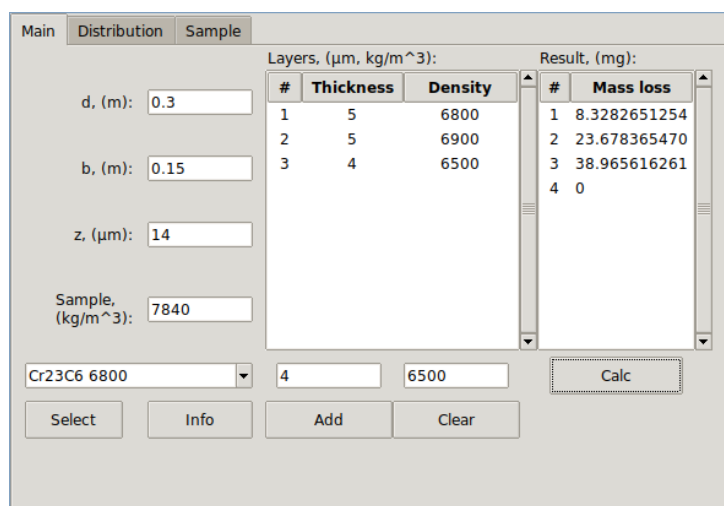 Main Distribution Sample
Layers, (μm, kg/m^3): Result, (mg):
# Thickness Density # Mass loss
d, (m): 0.3
1 5 6800 1 8.3282651254
2 5 6900 2 23.678365470
b, (m): 0.15
3 4 6500 3 38.965616261
4 0
z, (μm): 14
Sample,
(kg/m^3): 7840
Cr23C6 6800 4 6500 Calc
Select Info Add Clear